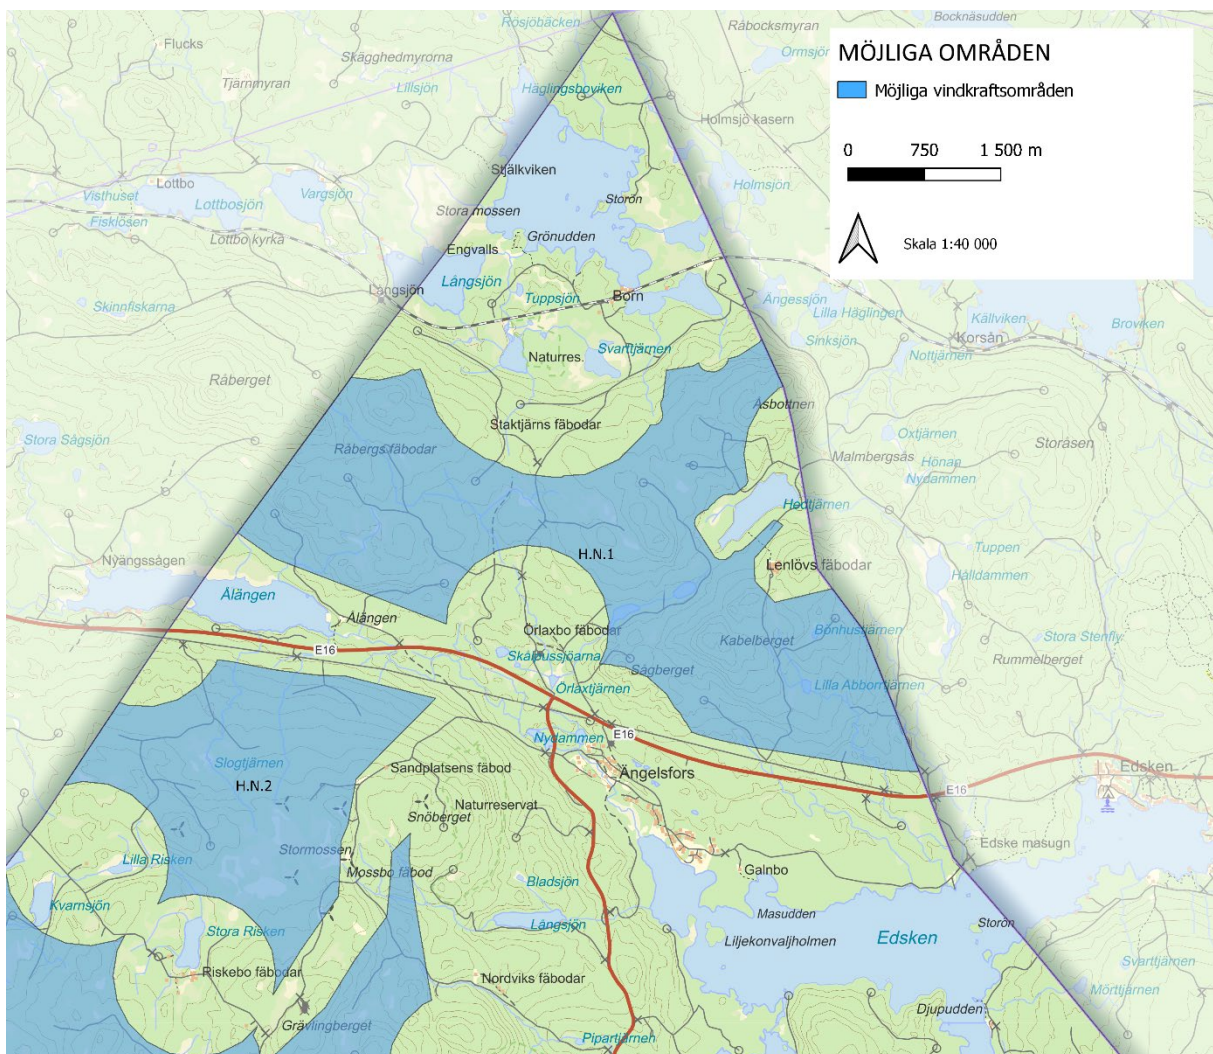 Rösjöbäcken
Bocknäsudden
Råbocksmyran
Flucks
Skägghedmyrorna
Ormsjön
MÖJLIGA OMRÅDEN
Tjärnmyran
Lillsjön
Häglingsboviken
Möjliga vindkraftsområden
Holmsjö kasern
0 750 1 500 m
Stjälkviken
Lottbo
Visthuset
Vargsjön
Holmsjön
Lottbosjön
Storön
Stora mossen
Fisklösen
Grönudden
Lottbo kyrka
Engvalls
Skala 1:40 000
Långsjön
Långsjön
Tuppsjön
Born
Ängessjön
Skinnfiskarna
Lilla Häglingen
Källviken
Broviken
Sinksjön
Korsån
Svarttjärnen
Naturres.
Nottjärnen
Råberget
Åsbottnen
Staktjärns fäbodar
Stora Sågsjön
Oxtjärnen
Storåsen
Råbergs fäbodar
Malmbergsås
Hönan
Nydammen
Hedtjärnen
Tuppen
H.N.1
Nyängssågen
Lenlövs fäbodar
Hålldammen
Ålängen
Ålängen
Örlaxbo fäbodar
Bönhustjärnen
Kabelberget
Stora Stenfly
E16
Skålpussjöarna
Rummelberget
Sågberget
Örlaxtjärnen
Lilla Abborrtjärnen
Nydammen
E16
Slogtjärnen
Sandplatsens fäbod
Ängelsfors
Edsken
H.N.2
E16
Naturreservat
Snöberget
Stormossen
Edske masugn
Lilla Risken
Mossbo fäbod
Galnbo
Bladsjön
Kvarnsjön
Masudden
Långsjön
Storön
Stora Risken
Liljekonvaljholmen
Edsken
Svarttjärnen
Riskebo fäbodar
Nordviks fäbodar
Mörttjärnen
Djupudden
Grävlingberget
Pipartjärnen